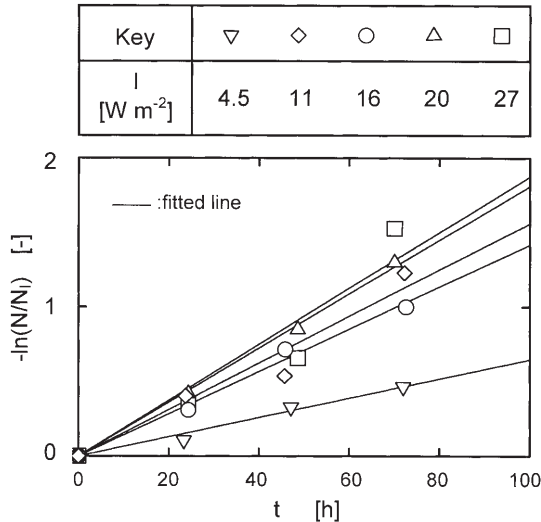 Key
I [W m-2] 4.5 11 16 20 27
2
:fitted line
-ln(N/NI) [-]
1
0
0 20 40 60 80 100
t [h]